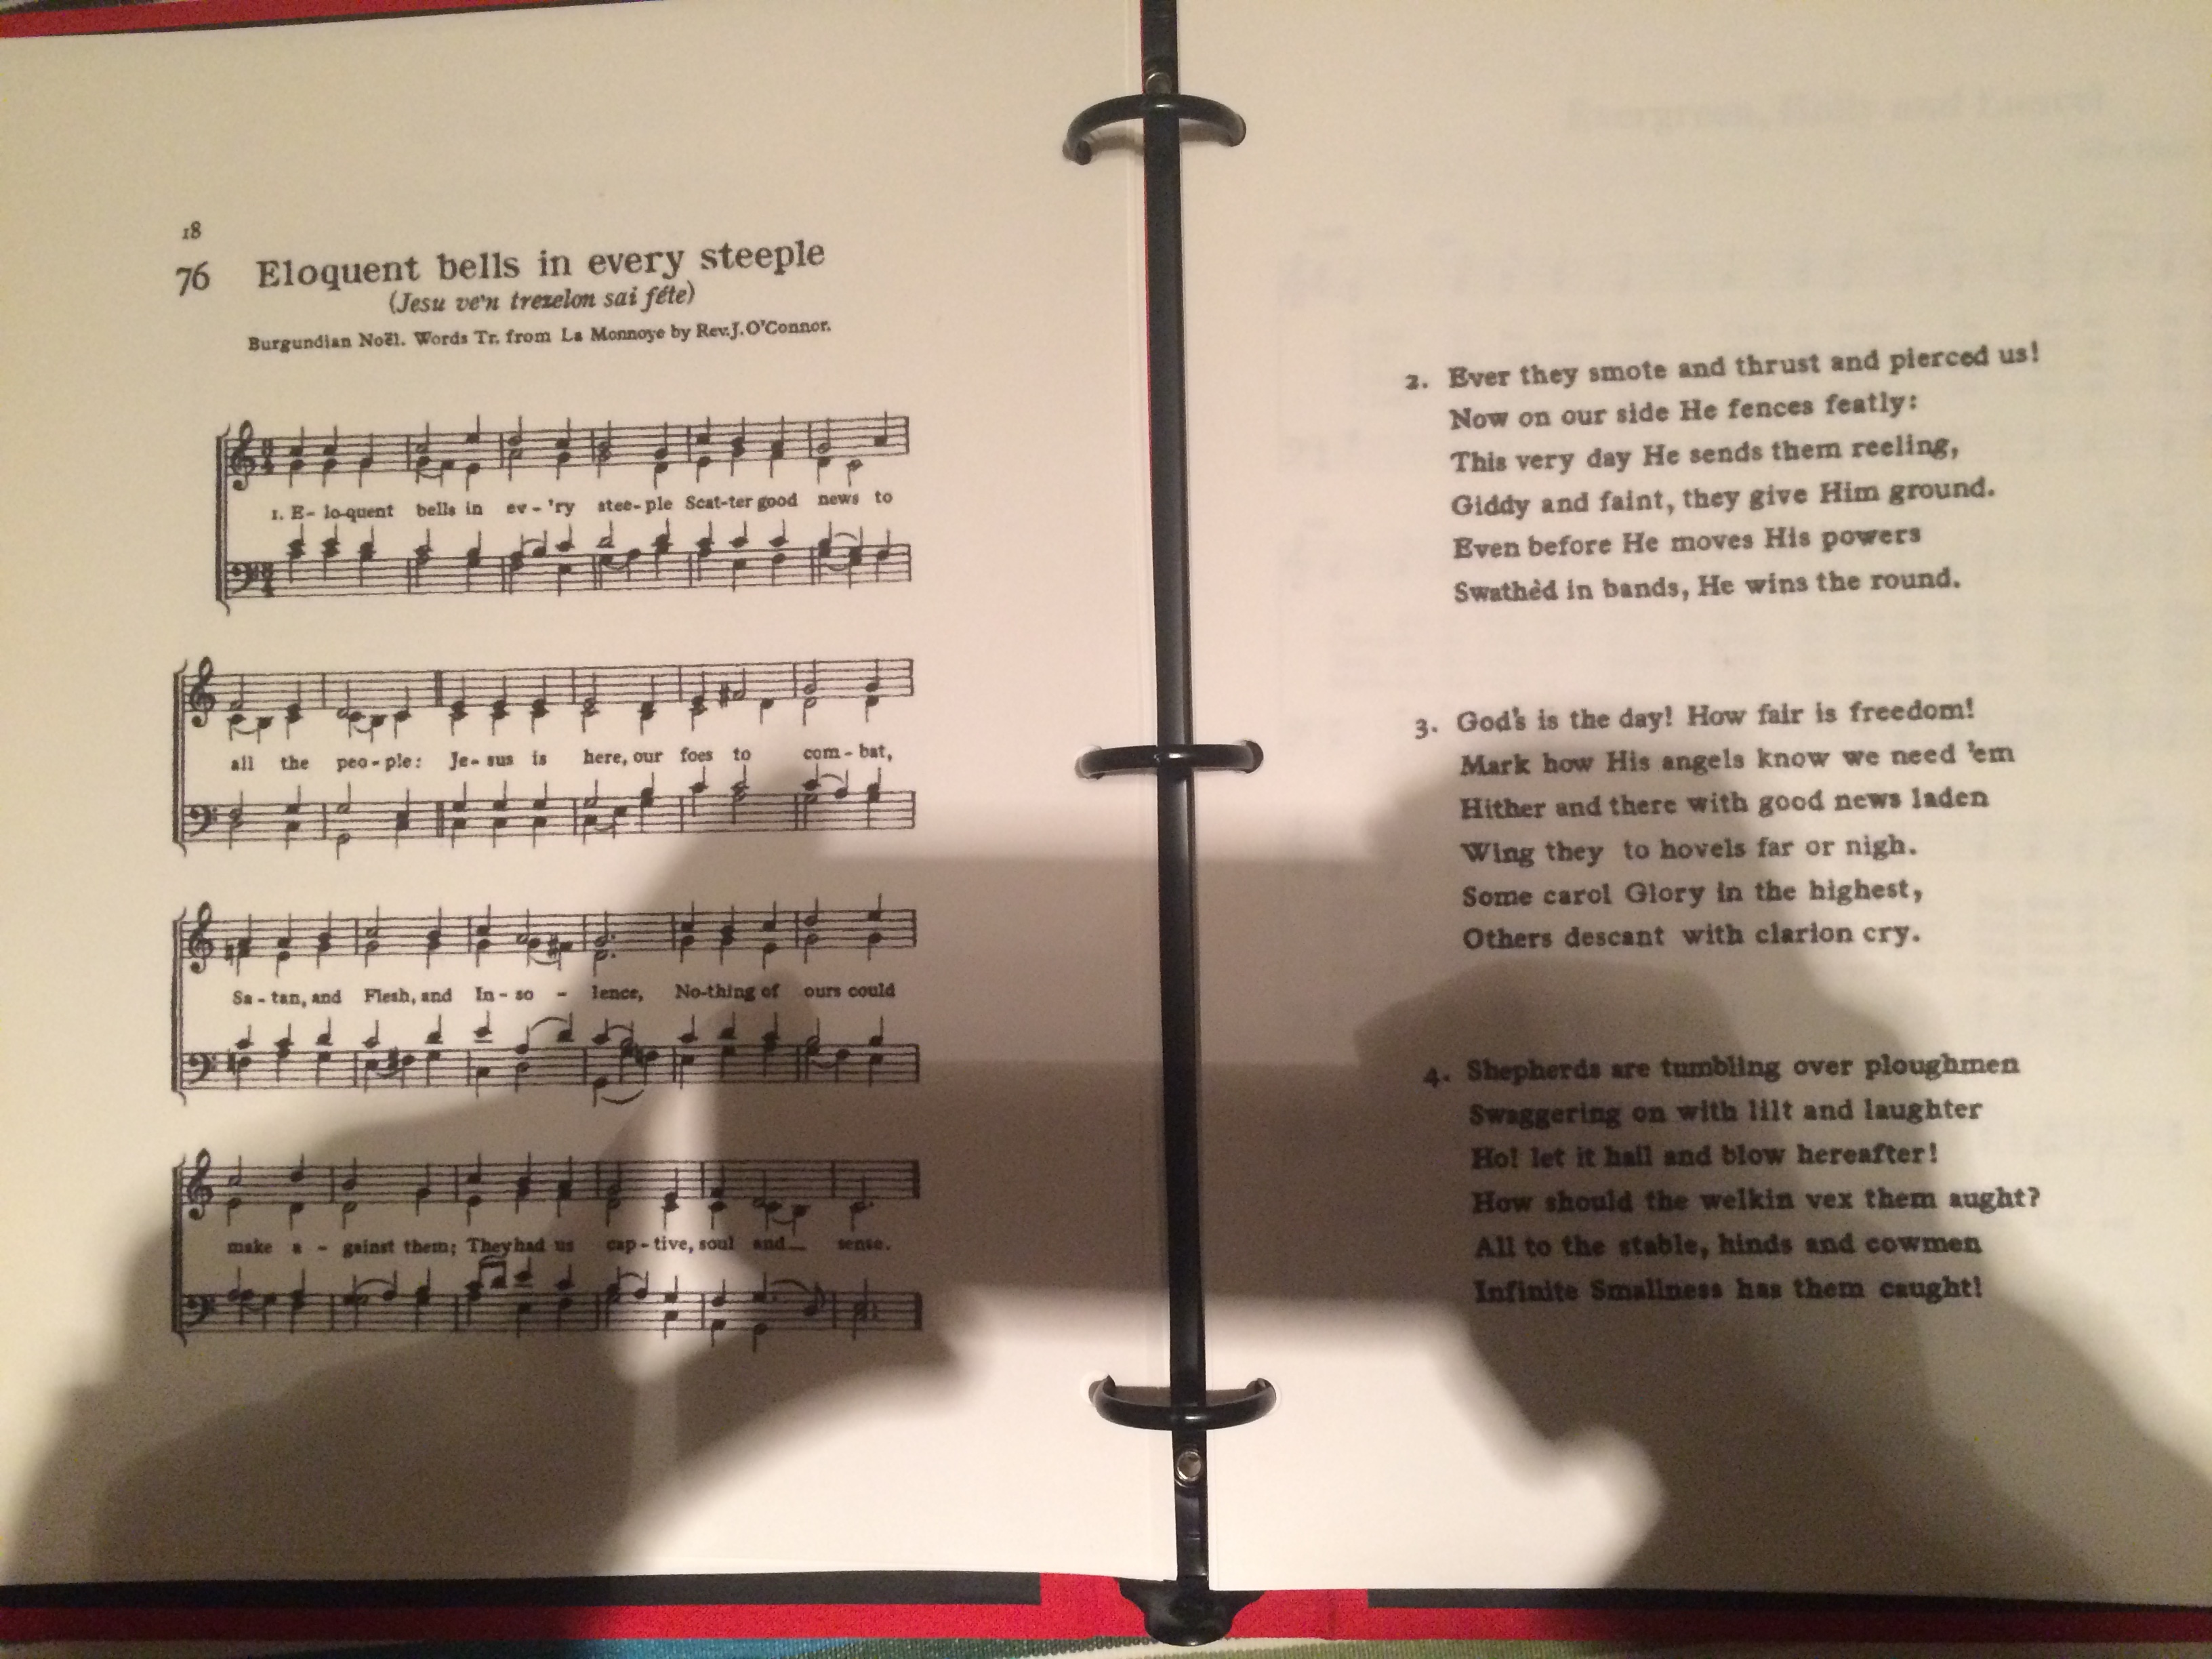 18
76 Eloquent bells in every steeple
(Jesu ve'n trezelon sai féte)
Burgundian Noël. Words Tr. from La Monnoye by Rev. J. O'Connor.
1. E- lo-quent bells in ev-'ry stee-ple Scat-ter good news to
all the peo-ple: Je-sus is here, our foes to com-bat,
Sa-tan, and Flesh, and In-so - lence, No-thing of ours could
make a - gainst them; They had us cap-tive, soul and_ sense.
2. Ever they smote and thrust and pierced us!
Now on our side He fences featly:
This very day He sends them reeling,
Giddy and faint, they give Him ground.
Even before He moves His powers
Swathèd in bands, He wins the round.
3. God's is the day! How fair is freedom!
Mark how His angels know we need 'em
Hither and there with good news laden
Wing they to hovels far or nigh.
Some carol Glory in the highest,
Others descant with clarion cry.
4. Shepherds are tumbling over ploughmen
Swaggering on with lilt and laughter
Ho! let it hail and blow hereafter!
How should the welkin vex them aught?
All to the stable, hinds and cowmen
Infinite Smallness has them caught!